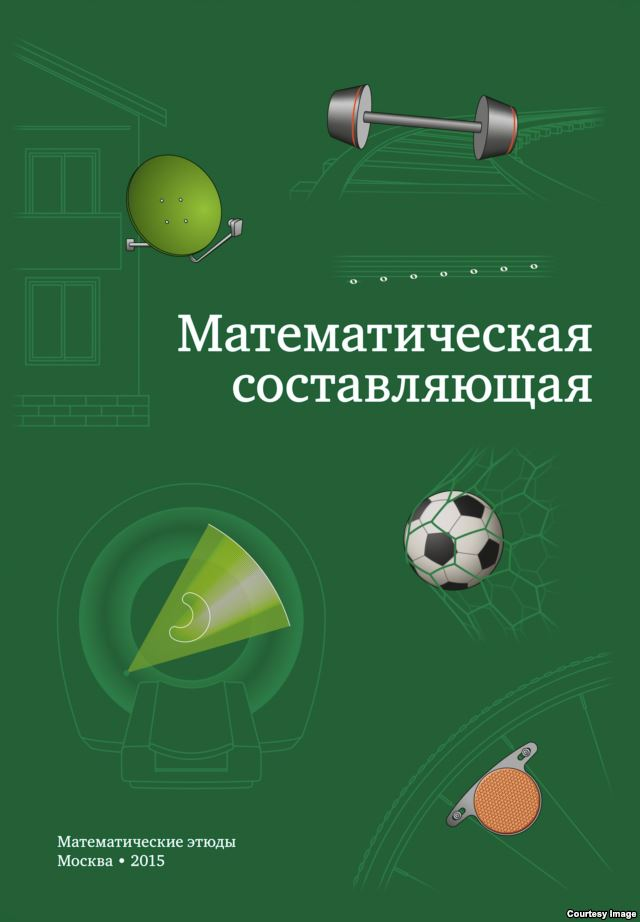 Математическая
составляющая
Математические этюды
Москва • 2015
Courtesy Image